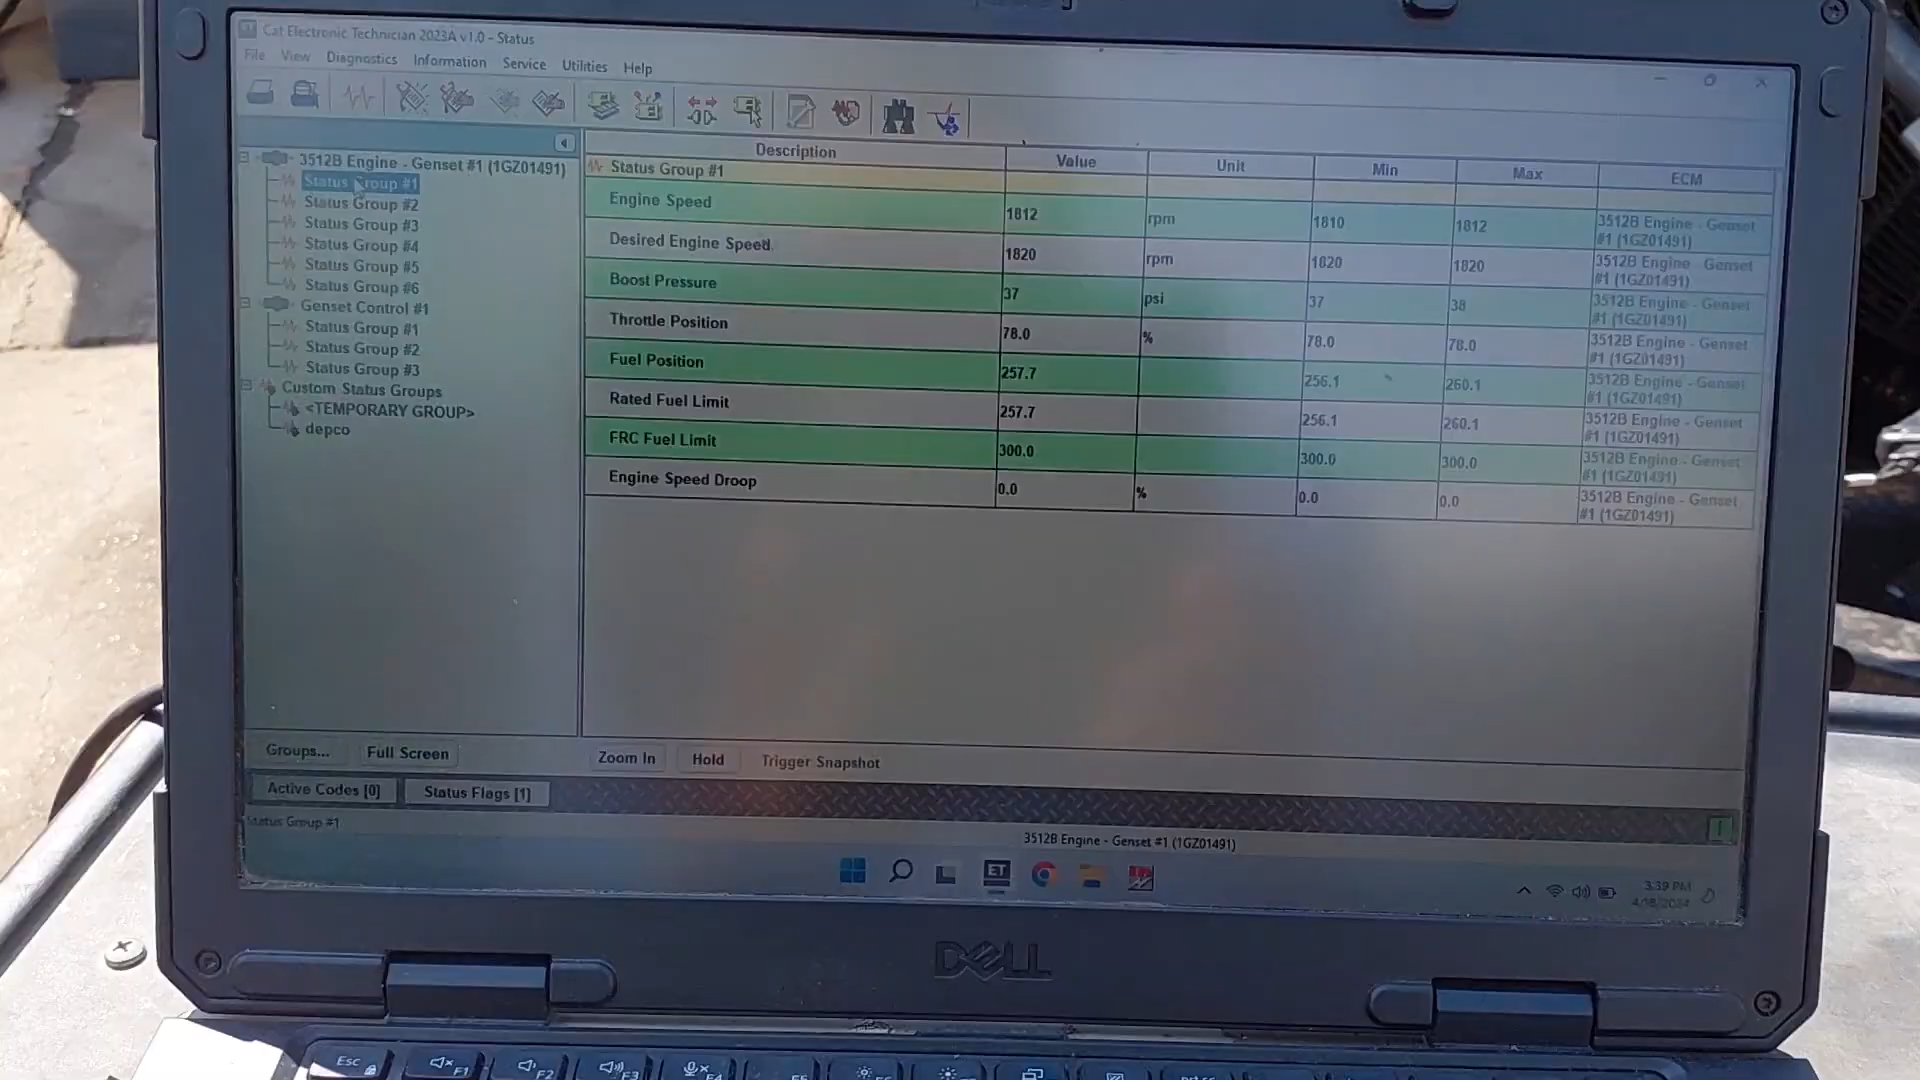 Cat Electronic Technician 2023A v1.0 - Status
File View Diagnostics Information Service Utilities Help
3512B Engine - Genset #1 (1GZ01491)
Status Group #1
Status Group #2
Status Group #3
Status Group #4
Status Group #5
Status Group #6
Genset Control #1
Status Group #1
Status Group #2
Status Group #3
Custom Status Groups
<TEMPORARY GROUP>
depco
Description Value Unit Min Max ECM
Status Group #1
Engine Speed 1812 rpm 1810 1812 3512B Engine - Genset
#1 (1GZ01491)
Desired Engine Speed 1820 rpm 1820 1820 3512B Engine - Genset
#1 (1GZ01491)
Boost Pressure 37 psi 37 38 3512B Engine - Genset
#1 (1GZ01491)
Throttle Position 78.0 % 78.0 78.0 3512B Engine - Genset
#1 (1GZ01491)
Fuel Position 257.7 256.1 260.1 3512B Engine - Genset
#1 (1GZ01491)
Rated Fuel Limit 257.7 256.1 260.1 3512B Engine - Genset
#1 (1GZ01491)
FRC Fuel Limit 300.0 300.0 300.0 3512B Engine - Genset
#1 (1GZ01491)
Engine Speed Droop 0.0 % 0.0 0.0 3512B Engine - Genset
#1 (1GZ01491)
Groups... Full Screen Zoom In Hold Trigger Snapshot
Active Codes [0] Status Flags [1]
Status Group #1
3512B Engine - Genset #1 (1GZ01491)
ET
3:39 PM
4/18/2024
DELL
Esc F1 F2 F3 F4